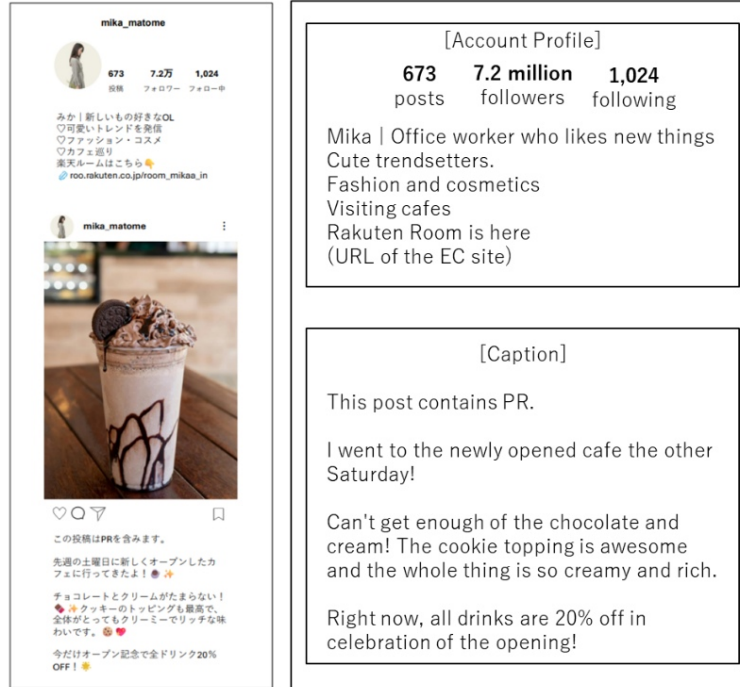 mika_matome
673 7.2万 1,024
投稿 フォロワー フォロー中
みか｜新しいもの好きなOL
♡可愛いトレンドを発信
♡ファッション・コスメ
♡カフェ巡り
楽天ルームはこちら👇
🔗 roo.rakuten.co.jp/room_mikaa_in
mika_matome
この投稿はPRを含みます。
先週の土曜日に新しくオープンしたカ
フェに行ってきたよ！
チョコレートとクリームがたまらない！
🍫✨クッキーのトッピングも最高で、
全体がとってもクリーミーでリッチな味
わいです。🍪💖
今だけオープン記念で全ドリンク20%
OFF！☀️
[Account Profile]
673 7.2 million 1,024
posts followers following
Mika | Office worker who likes new things
Cute trendsetters.
Fashion and cosmetics
Visiting cafes
Rakuten Room is here
(URL of the EC site)
[Caption]
This post contains PR.
I went to the newly opened cafe the other
Saturday!
Can't get enough of the chocolate and
cream! The cookie topping is awesome
and the whole thing is so creamy and rich.
Right now, all drinks are 20% off in
celebration of the opening!